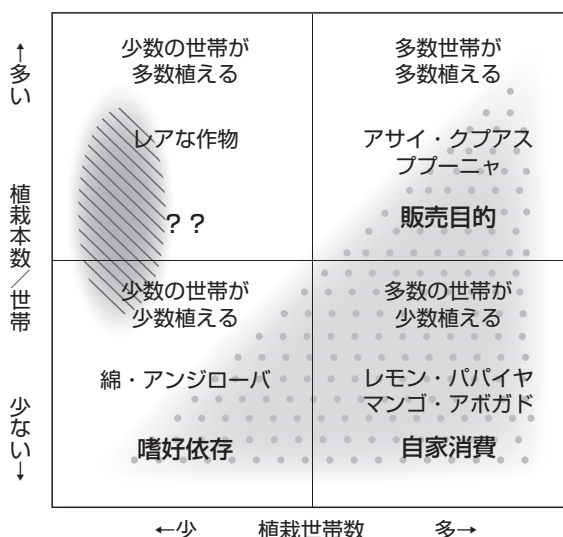 少数の世帯が
多数植える
レアな作物
??
多数世帯が
多数植える
アサイ・クプアス
ププーニャ
販売目的
少数の世帯が
少数植える
綿・アンジローバ
嗜好依存
多数の世帯が
少数植える
レモン・パパイヤ
マンゴ・アボガド
自家消費
↑多い
植栽本数/世帯
少ない↓
←少 植栽世帯数 多→